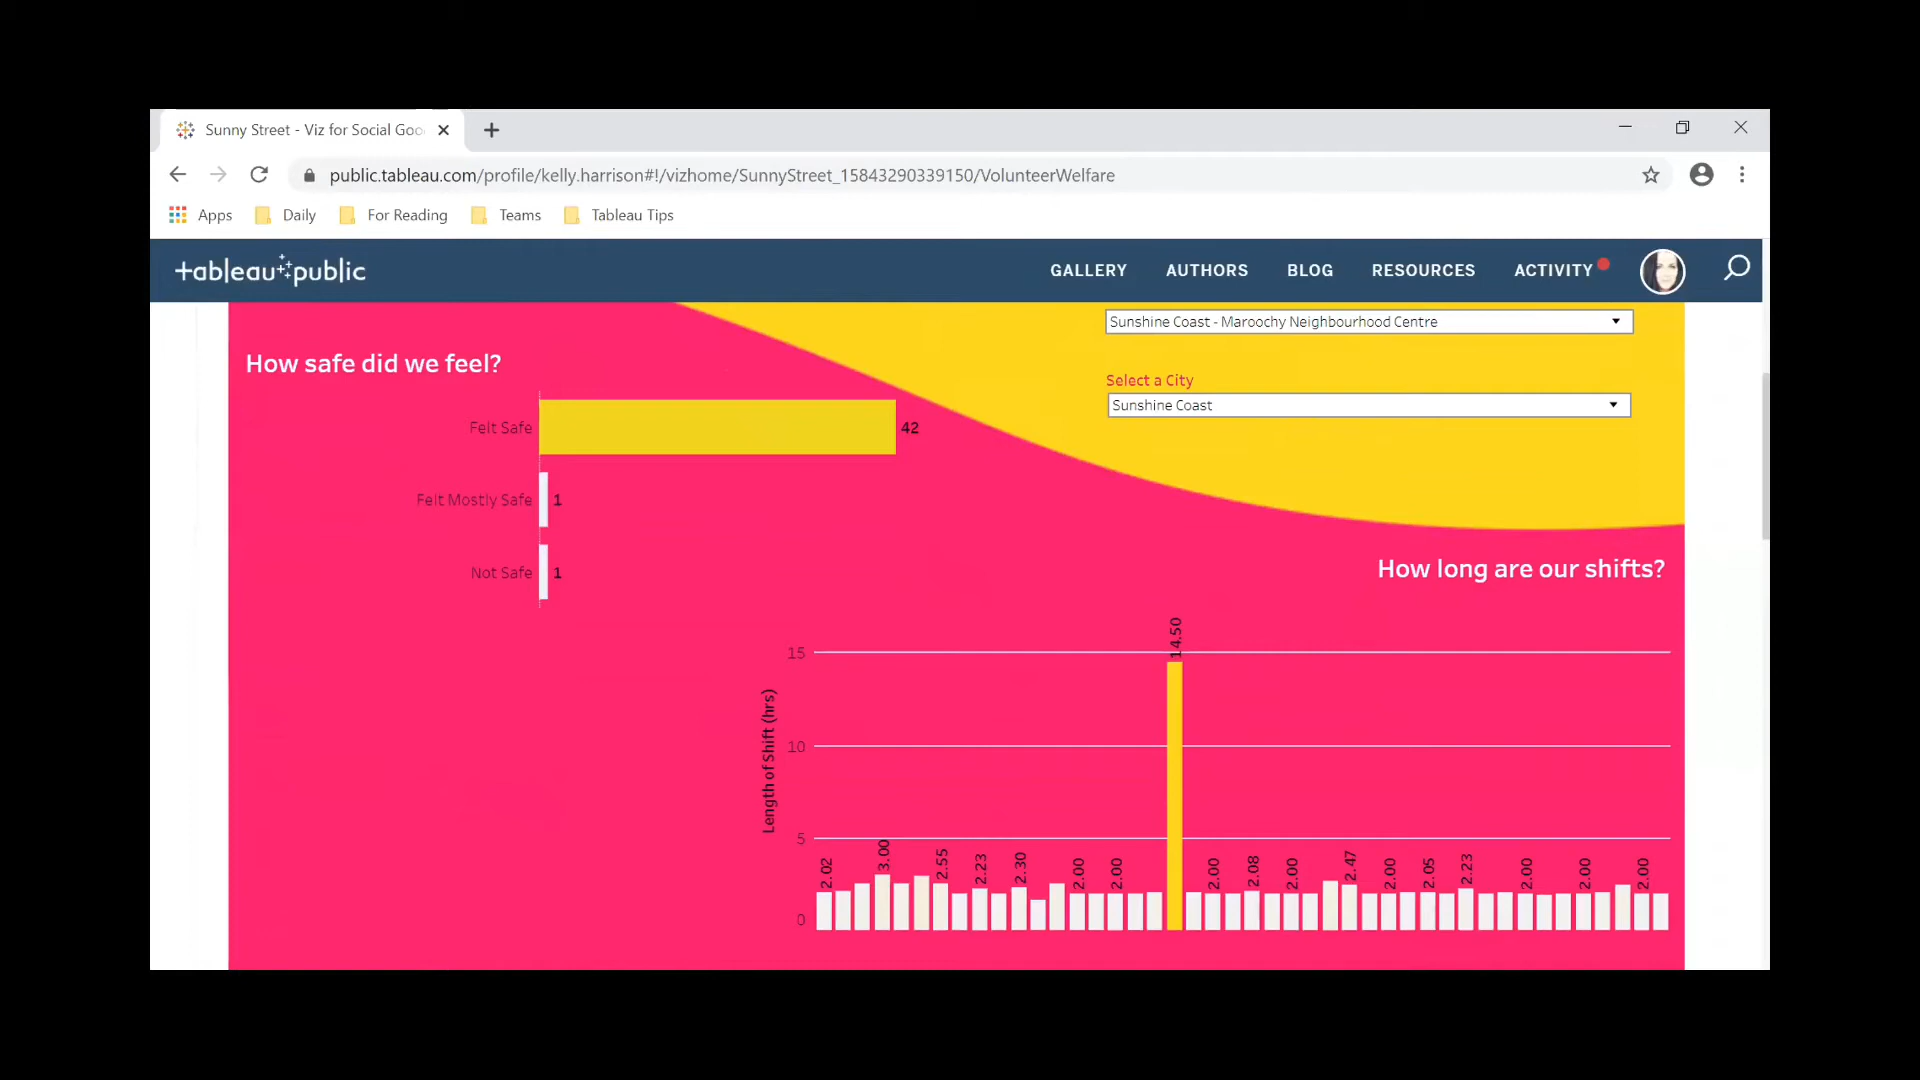 Sunny Street - Viz for Social Goo
public.tableau.com/profile/kelly.harrison#!/vizhome/SunnyStreet_15843290339150/VolunteerWelfare
Apps Daily For Reading Teams Tableau Tips
+ableau public GALLERY AUTHORS BLOG RESOURCES ACTIVITY
Sunshine Coast - Maroochy Neighbourhood Centre
How safe did we feel?
Select a City
Sunshine Coast
Felt Safe 42
Felt Mostly Safe 1
Not Safe 1
How long are our shifts?
Length of Shift (hrs)
15
10
5
0
2.02 3.00 2.55 2.23 2.30 2.00 2.00 14.50 2.00 2.08 2.00 2.47 2.00 2.05 2.23 2.00 2.00 2.00